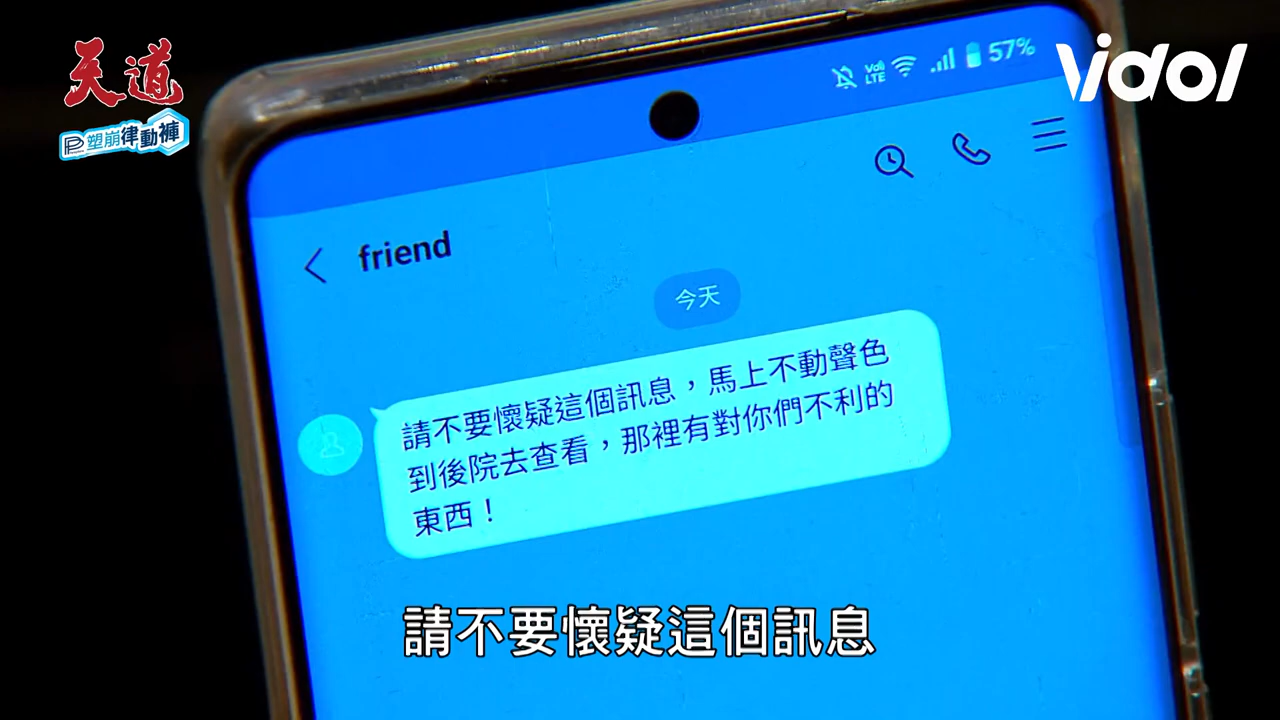 天道
塑崩律動褲
Vidol
VoLTE
57%
friend
今天
請不要懷疑這個訊息，馬上不動聲色
到後院去查看，那裡有對你們不利的
東西！
請不要懷疑這個訊息